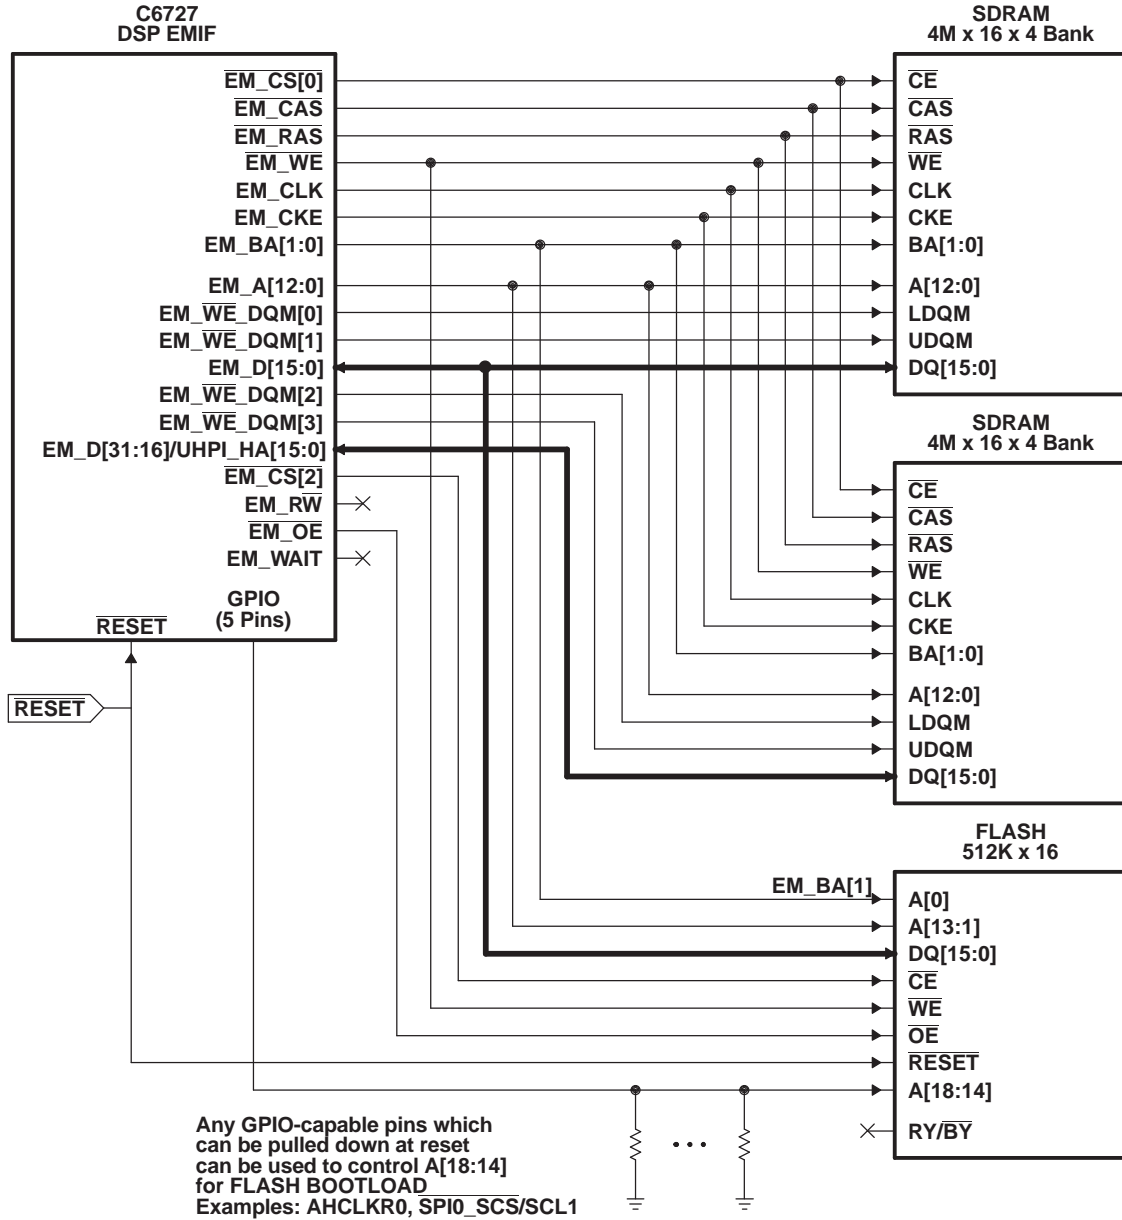 C6727
DSP EMIF
EM_CS[0]
EM_CAS
EM_RAS
EM_WE
EM_CLK
EM_CKE
EM_BA[1:0]
EM_A[12:0]
EM_WE_DQM[0]
EM_WE_DQM[1]
EM_D[15:0]
EM_WE_DQM[2]
EM_WE_DQM[3]
EM_D[31:16]/UHPI_HA[15:0]
EM_CS[2]
EM_RW
EM_OE
EM_WAIT
GPIO
(5 Pins)
RESET
RESET
SDRAM
4M x 16 x 4 Bank
CE
CAS
RAS
WE
CLK
CKE
BA[1:0]
A[12:0]
LDQM
UDQM
DQ[15:0]
SDRAM
4M x 16 x 4 Bank
CE
CAS
RAS
WE
CLK
CKE
BA[1:0]
A[12:0]
LDQM
UDQM
DQ[15:0]
FLASH
512K x 16
EM_BA[1]
A[0]
A[13:1]
DQ[15:0]
CE
WE
OE
RESET
A[18:14]
RY/BY
Any GPIO-capable pins which
can be pulled down at reset
can be used to control A[18:14]
for FLASH BOOTLOAD
Examples: AHCLKR0, SPI0_SCS/SCL1